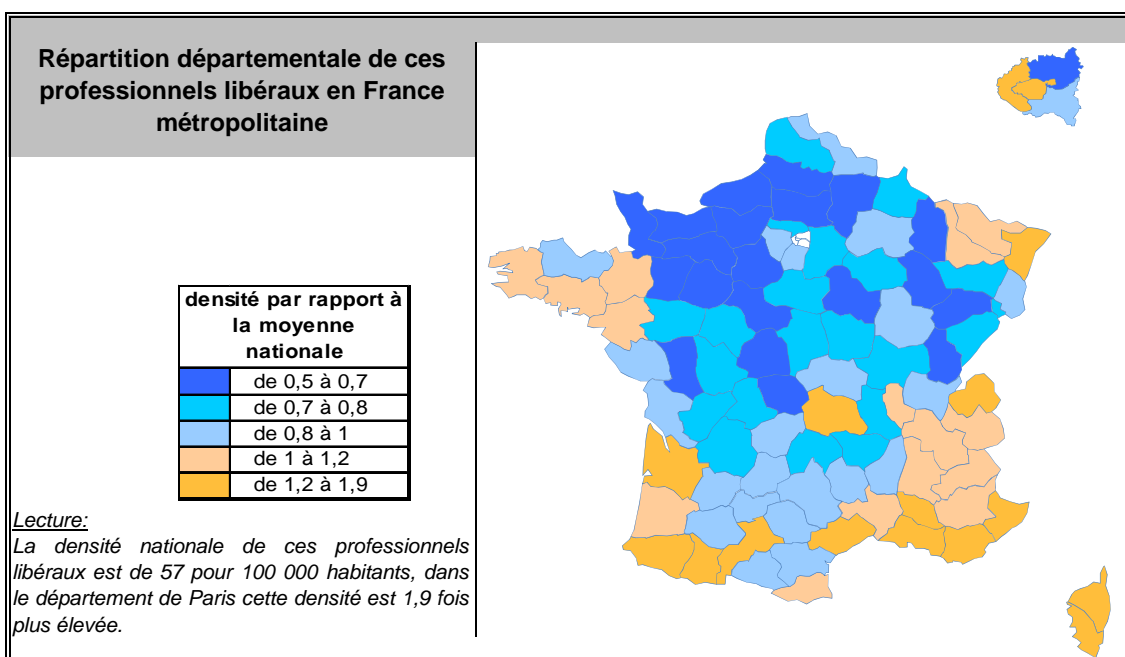 Répartition départementale de ces
professionnels libéraux en France
métropolitaine
densité par rapport à
la moyenne
nationale
de 0,5 à 0,7
de 0,7 à 0,8
de 0,8 à 1
de 1 à 1,2
de 1,2 à 1,9
Lecture:
La densité nationale de ces professionnels
libéraux est de 57 pour 100 000 habitants, dans
le département de Paris cette densité est 1,9 fois
plus élevée.